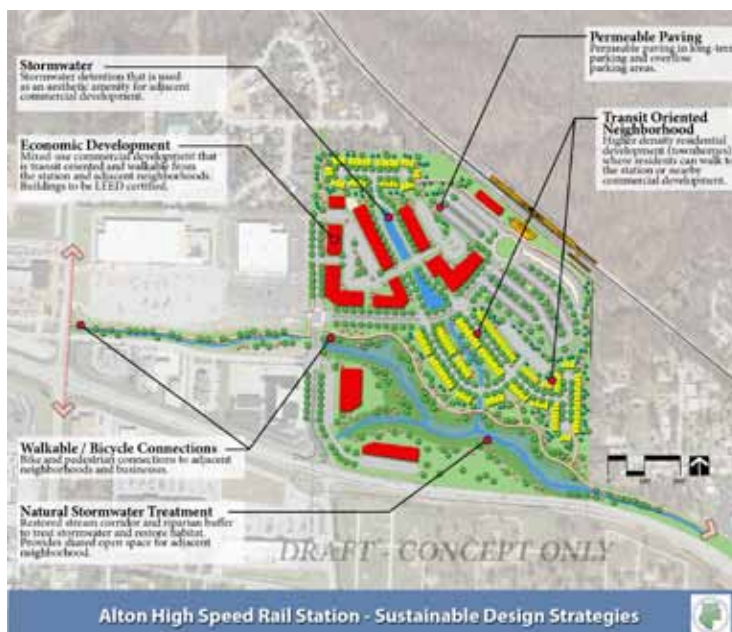 Stormwater
Stormwater detention that is used
as an aesthetic amenity for adjacent
commercial development.
Economic Development
Mixed-use commercial development that
is transit oriented and walkable from
the station and adjacent neighborhoods.
Buildings to be LEED certified.
Permeable Paving
Permeable paving in long-term
parking and overflow
parking areas.
Transit Oriented
Neighborhood
Higher density residential
development (townhomes)
where residents can walk to
the station or nearby
commercial development.
Walkable / Bicycle Connections
Bike and pedestrian connections to adjacent
neighborhoods and businesses.
Natural Stormwater Treatment
Restored stream corridor and riparian buffer
to treat stormwater and restore habitat.
Provides shared open space for adjacent
neighborhood.
DRAFT - CONCEPT ONLY
Alton High Speed Rail Station - Sustainable Design Strategies